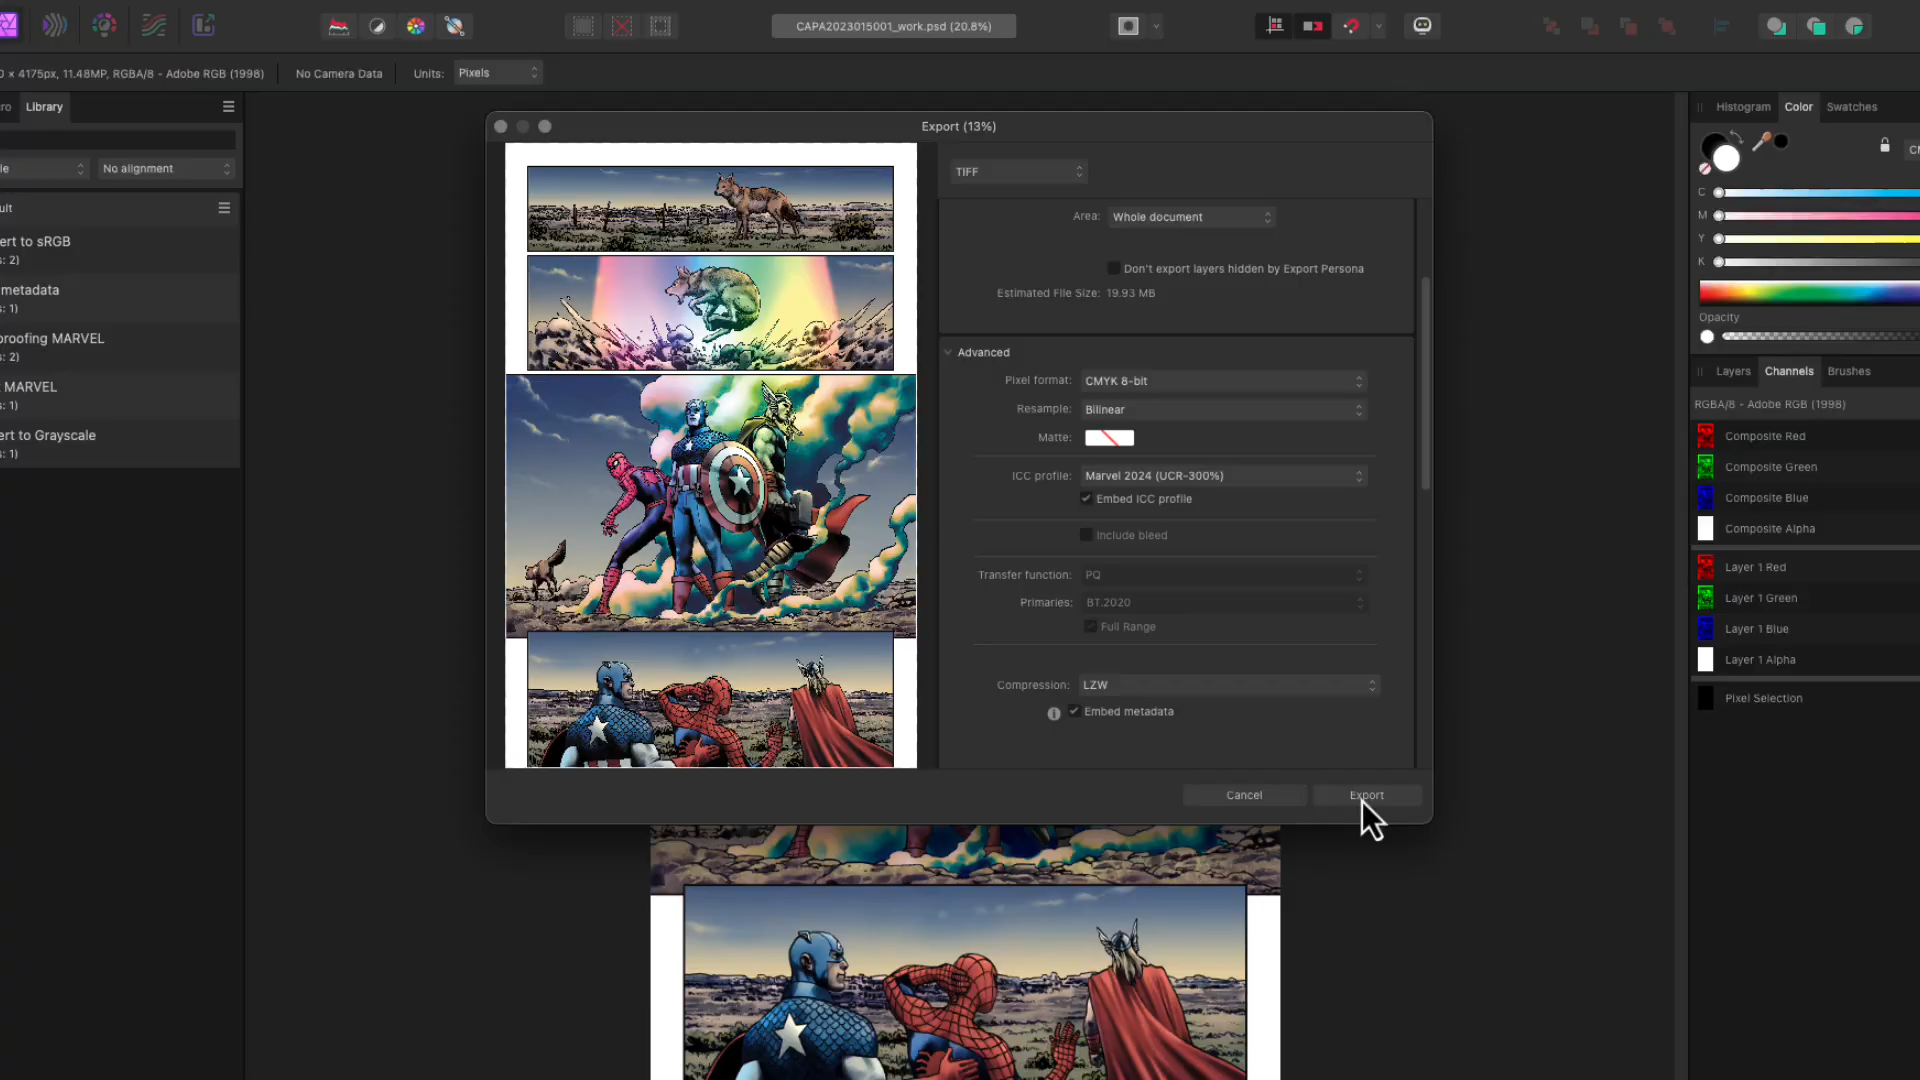 CAPA2023015001_work.psd (20.8%)
× 4175px, 11.48MP, RGBA/8 - Adobe RGB (1998)
No Camera Data
Units:
Pixels
Library
No alignment
ert to sRGB
s: 2)
metadata
s: 1)
proofing MARVEL
s: 2)
MARVEL
s: 1)
ert to Grayscale
s: 1)
Export (13%)
TIFF
Area:
Whole document
Don't export layers hidden by Export Persona
Estimated File Size: 19.93 MB
Advanced
Pixel format:
CMYK 8-bit
Resample:
Bilinear
Matte:
ICC profile:
Marvel 2024 (UCR-300%)
Embed ICC profile
Include bleed
Transfer function:
PQ
Primaries:
BT.2020
Full Range
Compression:
LZW
Embed metadata
Cancel
Export
Histogram
Color
Swatches
C
M
Y
K
Opacity
Layers
Channels
Brushes
RGBA/8 - Adobe RGB (1998)
Composite Red
Composite Green
Composite Blue
Composite Alpha
Layer 1 Red
Layer 1 Green
Layer 1 Blue
Layer 1 Alpha
Pixel Selection